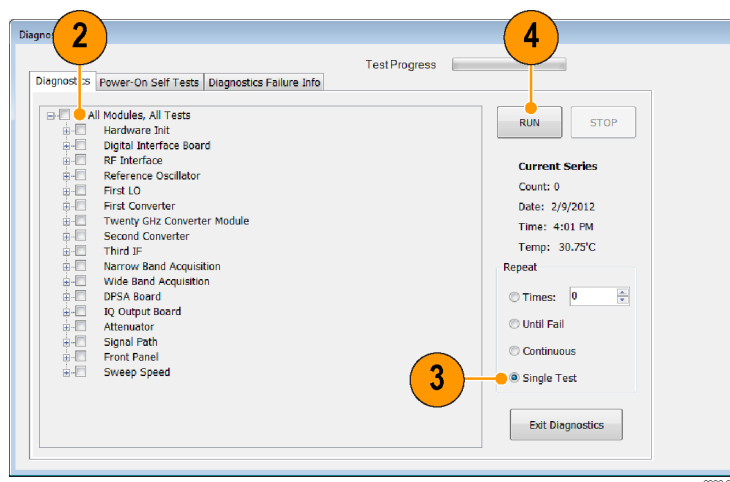 Diagnos
2
4
Test Progress
Diagnostics Power-On Self Tests Diagnostics Failure Info
All Modules, All Tests
Hardware Init
Digital Interface Board
RF Interface
Reference Oscillator
First LO
First Converter
Twenty GHz Converter Module
Second Converter
Third IF
Narrow Band Acquisition
Wide Band Acquisition
DPSA Board
IQ Output Board
Attenuator
Signal Path
Front Panel
Sweep Speed
RUN STOP
Current Series
Count: 0
Date: 2/9/2012
Time: 4:01 PM
Temp: 30.75'C
Repeat
Times: 0
Until Fail
Continuous
3
Single Test
Exit Diagnostics